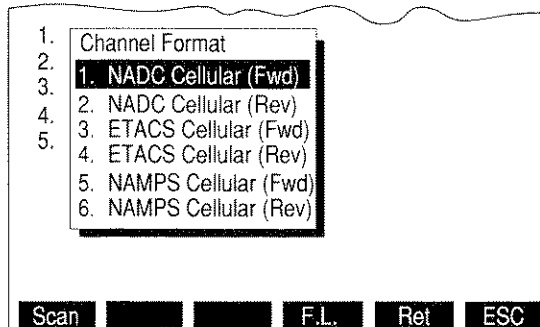 1.
2.
3.
4.
5.
Channel Format
1. NADC Cellular (Fwd)
2. NADC Cellular (Rev)
3. ETACS Cellular (Fwd)
4. ETACS Cellular (Rev)
5. NAMPS Cellular (Fwd)
6. NAMPS Cellular (Rev)
Scan F.L. Ret ESC